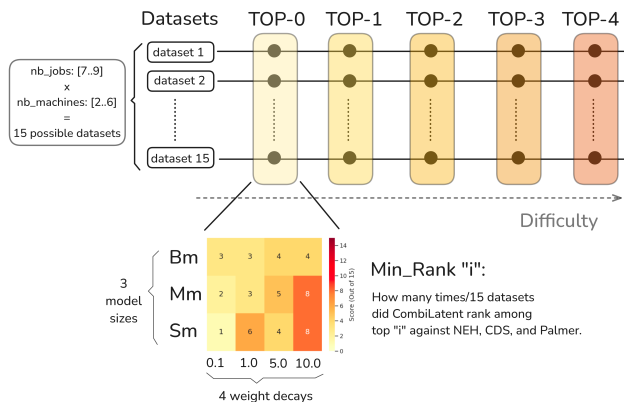 Datasets TOP-0 TOP-1 TOP-2 TOP-3 TOP-4
nb_jobs: [7..9]
x
nb_machines: [2..6]
=
15 possible datasets
dataset 1
dataset 2
dataset 15
Difficulty
3
model
sizes
Bm 3 3 4 4
Mm 2 3 5 8
Sm 1 6 4 8
0.1 1.0 5.0 10.0
4 weight decays
14
12
10
8
6
4
2
0
Score (Out of 15)
Min_Rank "i":
How many times/15 datasets
did CombiLatent rank among
top "i" against NEH, CDS, and Palmer.